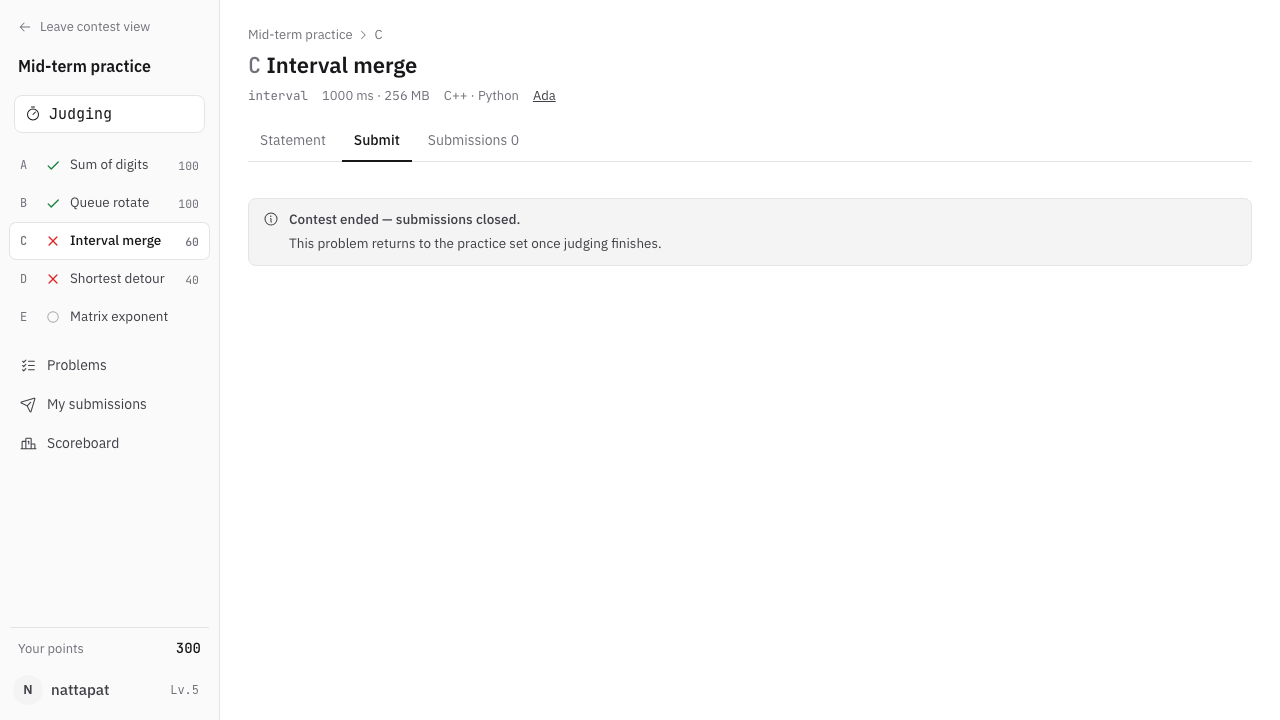 Leave contest view
Mid-term practice
Judging
A Sum of digits 100
B Queue rotate 100
C Interval merge 60
D Shortest detour 40
E Matrix exponent
Problems
My submissions
Scoreboard
Your points 300
N nattapat Lv.5
Mid-term practice > C
C Interval merge
interval 1000 ms · 256 MB C++ · Python Ada
Statement Submit Submissions 0
Contest ended — submissions closed.
This problem returns to the practice set once judging finishes.